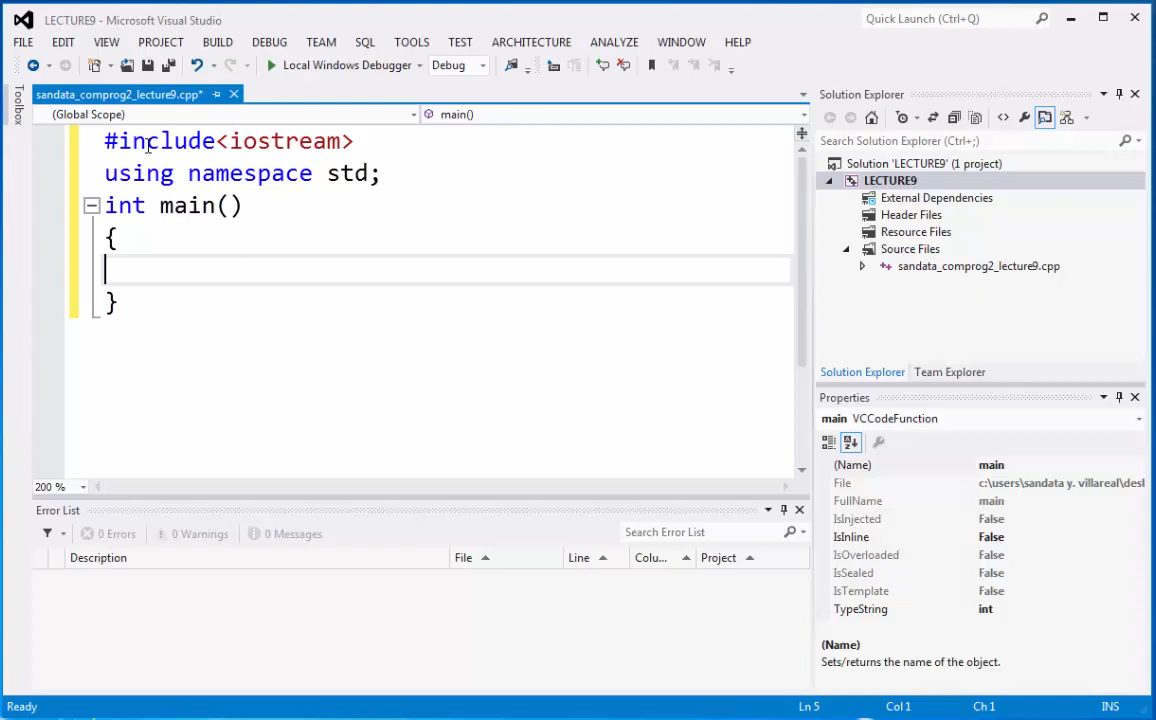 LECTURE9 - Microsoft Visual Studio
Quick Launch (Ctrl+Q)
FILE EDIT VIEW PROJECT BUILD DEBUG TEAM SQL TOOLS TEST ARCHITECTURE ANALYZE WINDOW HELP
Local Windows Debugger Debug
Toolbox
sandata_comprog2_lecture9.cpp*
(Global Scope) main()
#include<iostream>
using namespace std;
int main()
{
}
200 %
Error List
0 Errors 0 Warnings 0 Messages
Search Error List
Description File Line Colu... Project
Solution Explorer
Search Solution Explorer (Ctrl+;)
Solution 'LECTURE9' (1 project)
LECTURE9
External Dependencies
Header Files
Resource Files
Source Files
sandata_comprog2_lecture9.cpp
Solution Explorer Team Explorer
Properties
main VCCodeFunction
(Name) main
File c:\users\sandata y. villareal\desl
FullName main
IsInjected False
IsInline False
IsOverloaded False
IsSealed False
IsTemplate False
TypeString int
(Name)
Sets/returns the name of the object.
Ready Ln 5 Col 1 Ch 1 INS